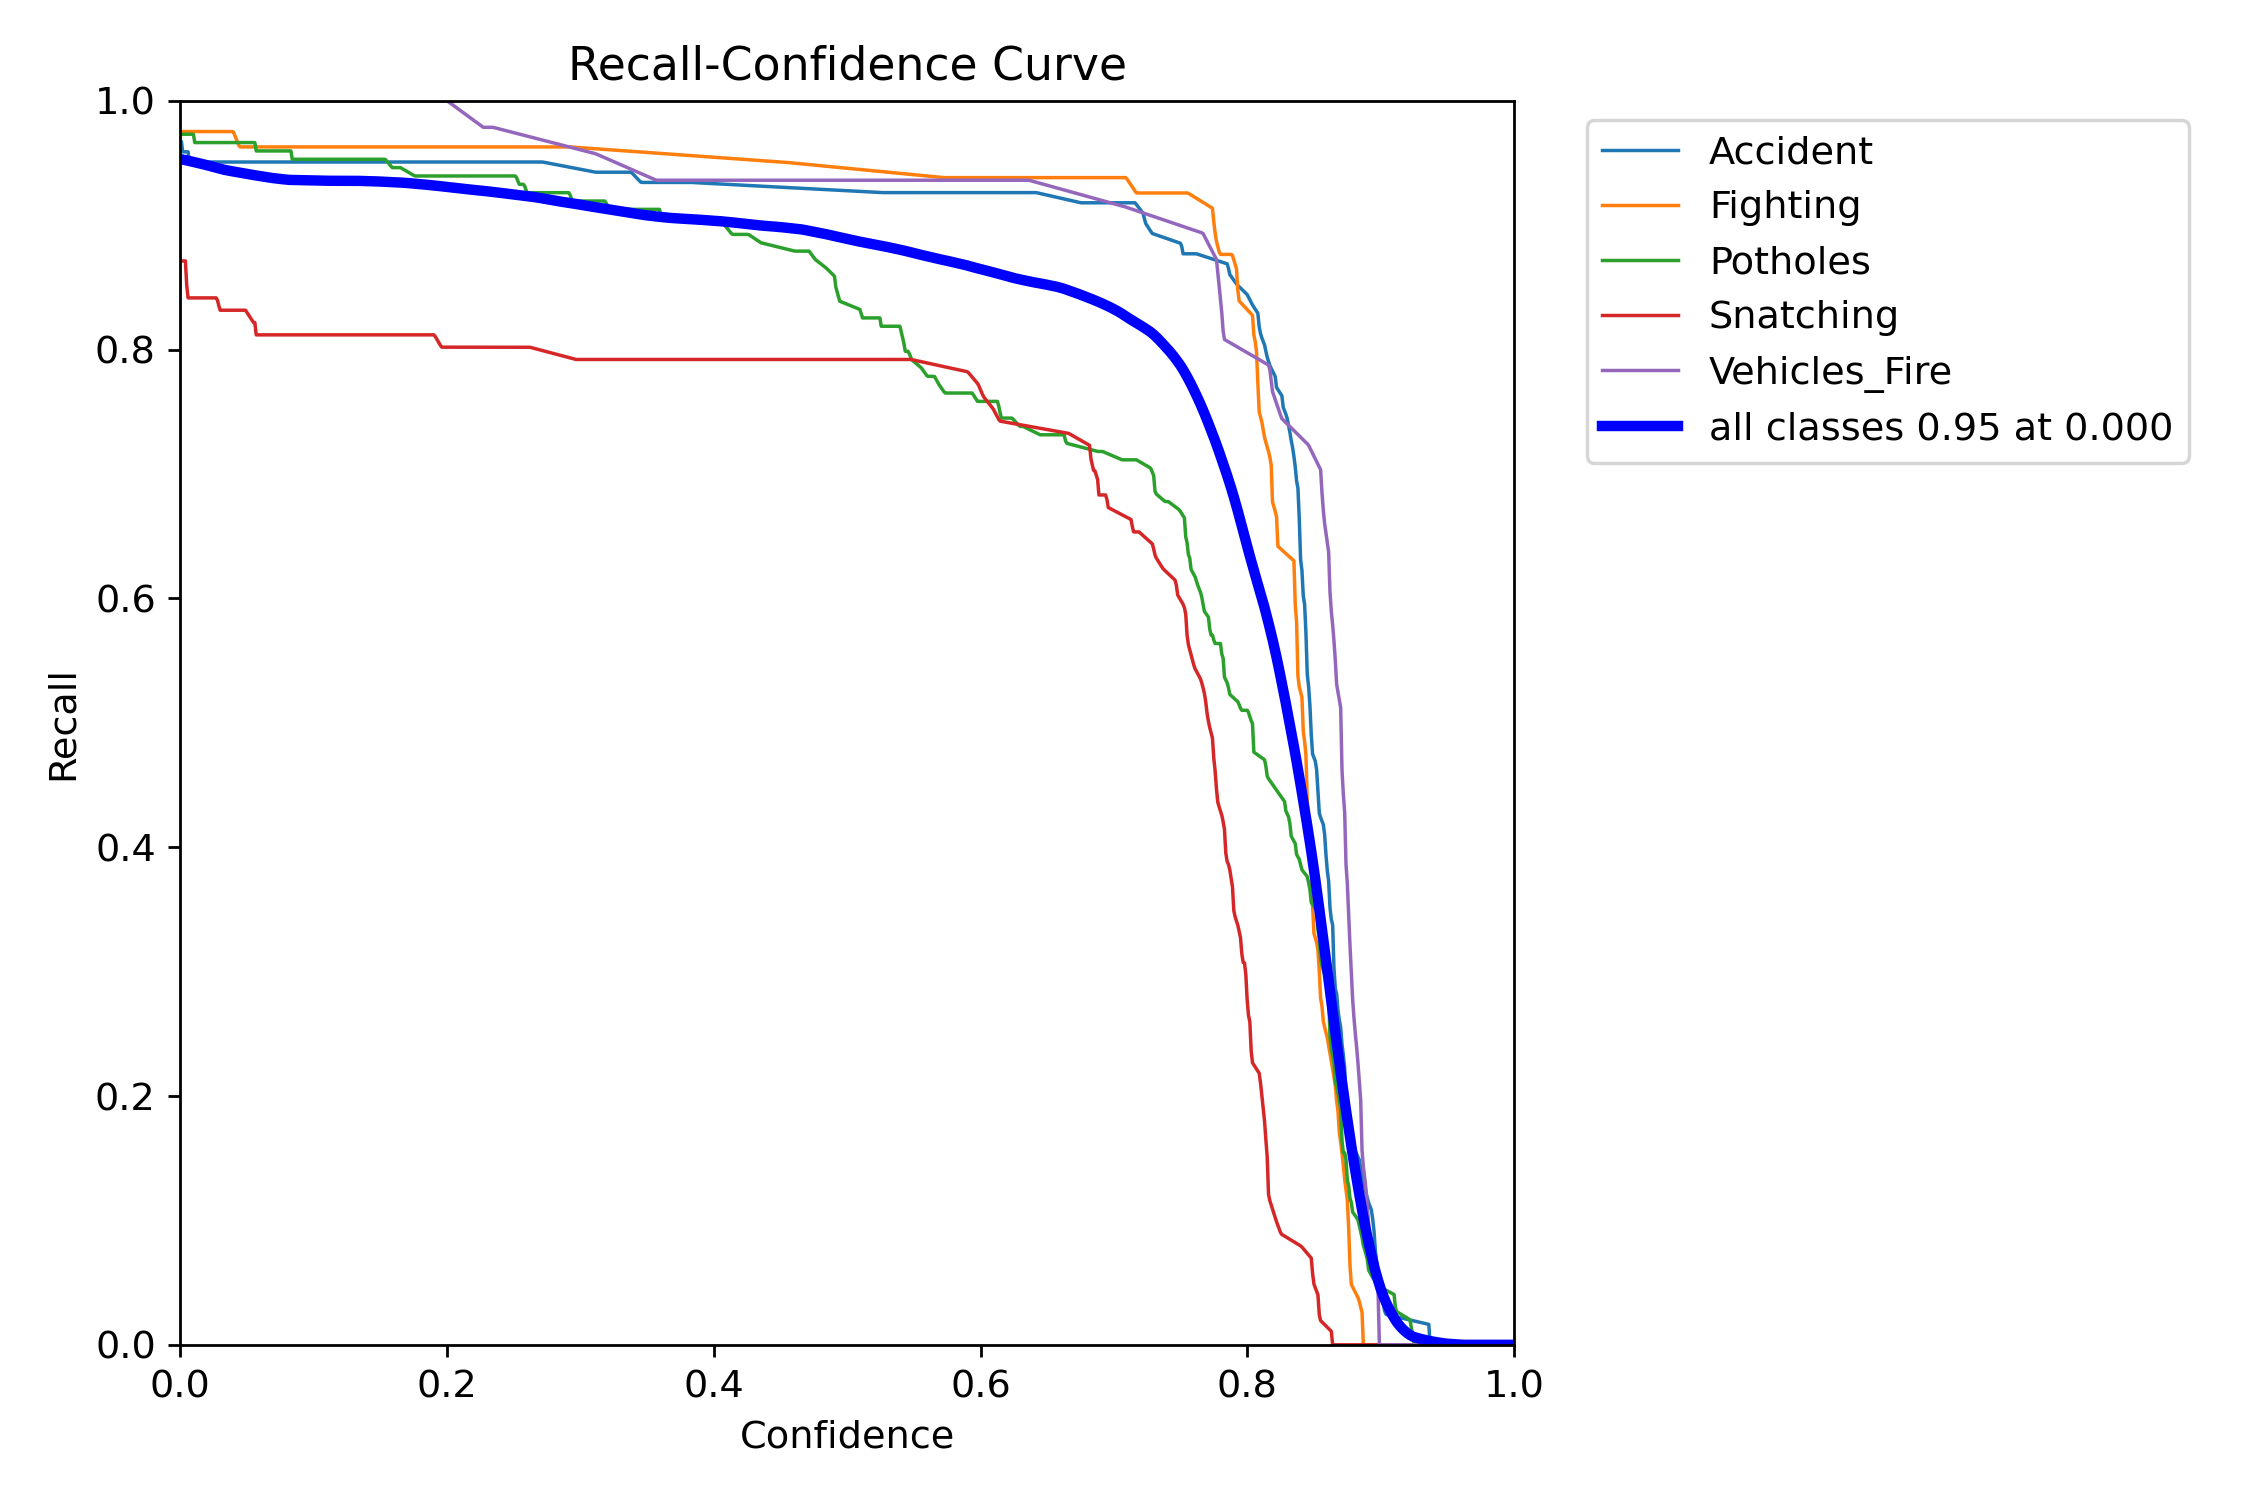 Recall-Confidence Curve
1.0
0.8
0.6
0.4
0.2
0.0
Recall
0.0 0.2 0.4 0.6 0.8 1.0
Confidence
Accident
Fighting
Potholes
Snatching
Vehicles_Fire
all classes 0.95 at 0.000